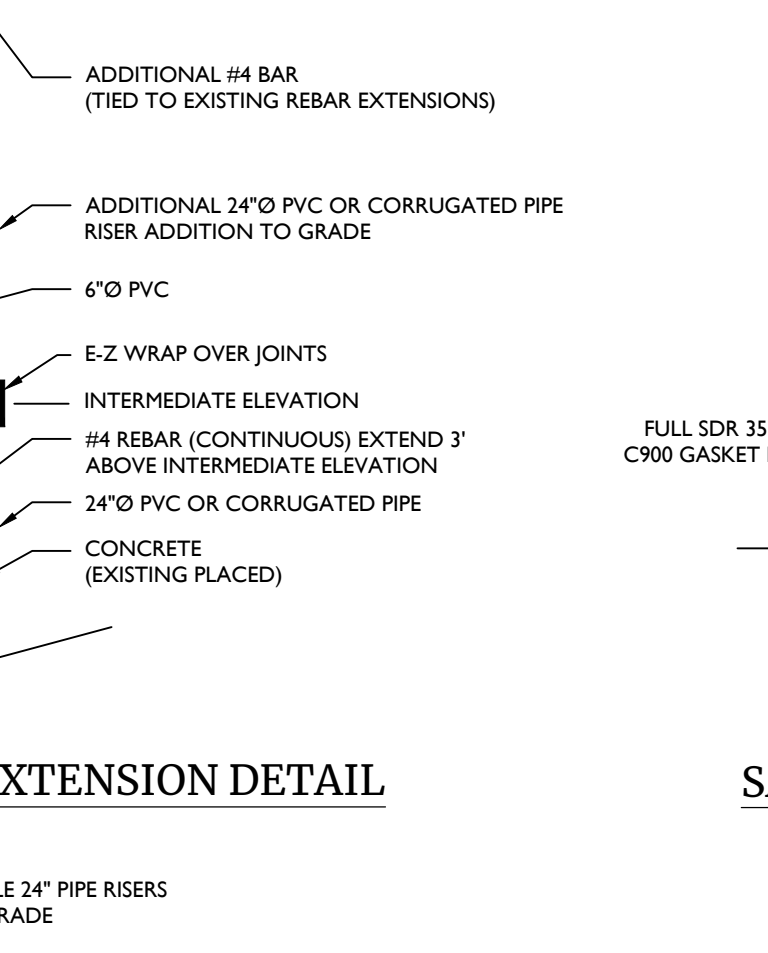 ADDITIONAL #4 BAR
(TIED TO EXISTING REBAR EXTENSIONS)
ADDITIONAL 24"Ø PVC OR CORRUGATED PIPE
RISER ADDITION TO GRADE
6"Ø PVC
E-Z WRAP OVER JOINTS
INTERMEDIATE ELEVATION
#4 REBAR (CONTINUOUS) EXTEND 3'
ABOVE INTERMEDIATE ELEVATION
24"Ø PVC OR CORRUGATED PIPE
CONCRETE
(EXISTING PLACED)
FULL SDR 35
C900 GASKET
XTENSION DETAIL
LE 24" PIPE RISERS
RADE